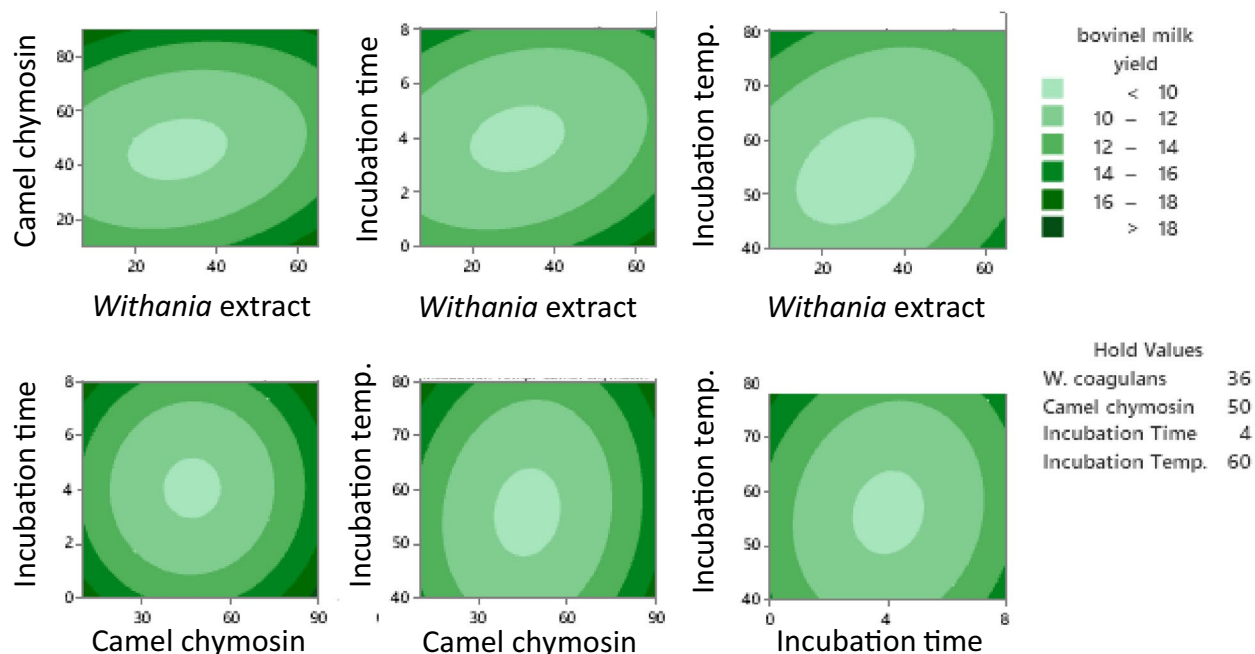 Camel chymosin
80
60
40
20
20 40 60
Withania extract
Incubation time
8
6
4
2
0
20 40 60
Withania extract
Incubation temp.
80
70
60
50
40
20 40 60
Withania extract
bovinel milk
yield
< 10
10 – 12
12 – 14
14 – 16
16 – 18
> 18
Incubation time
8
6
4
2
0
30 60 90
Camel chymosin
Incubation temp.
80
70
60
50
40
30 60 90
Camel chymosin
Incubation temp.
80
70
60
50
40
0 4 8
Incubation time
Hold Values
W. coagulans 36
Camel chymosin 50
Incubation Time 4
Incubation Temp. 60